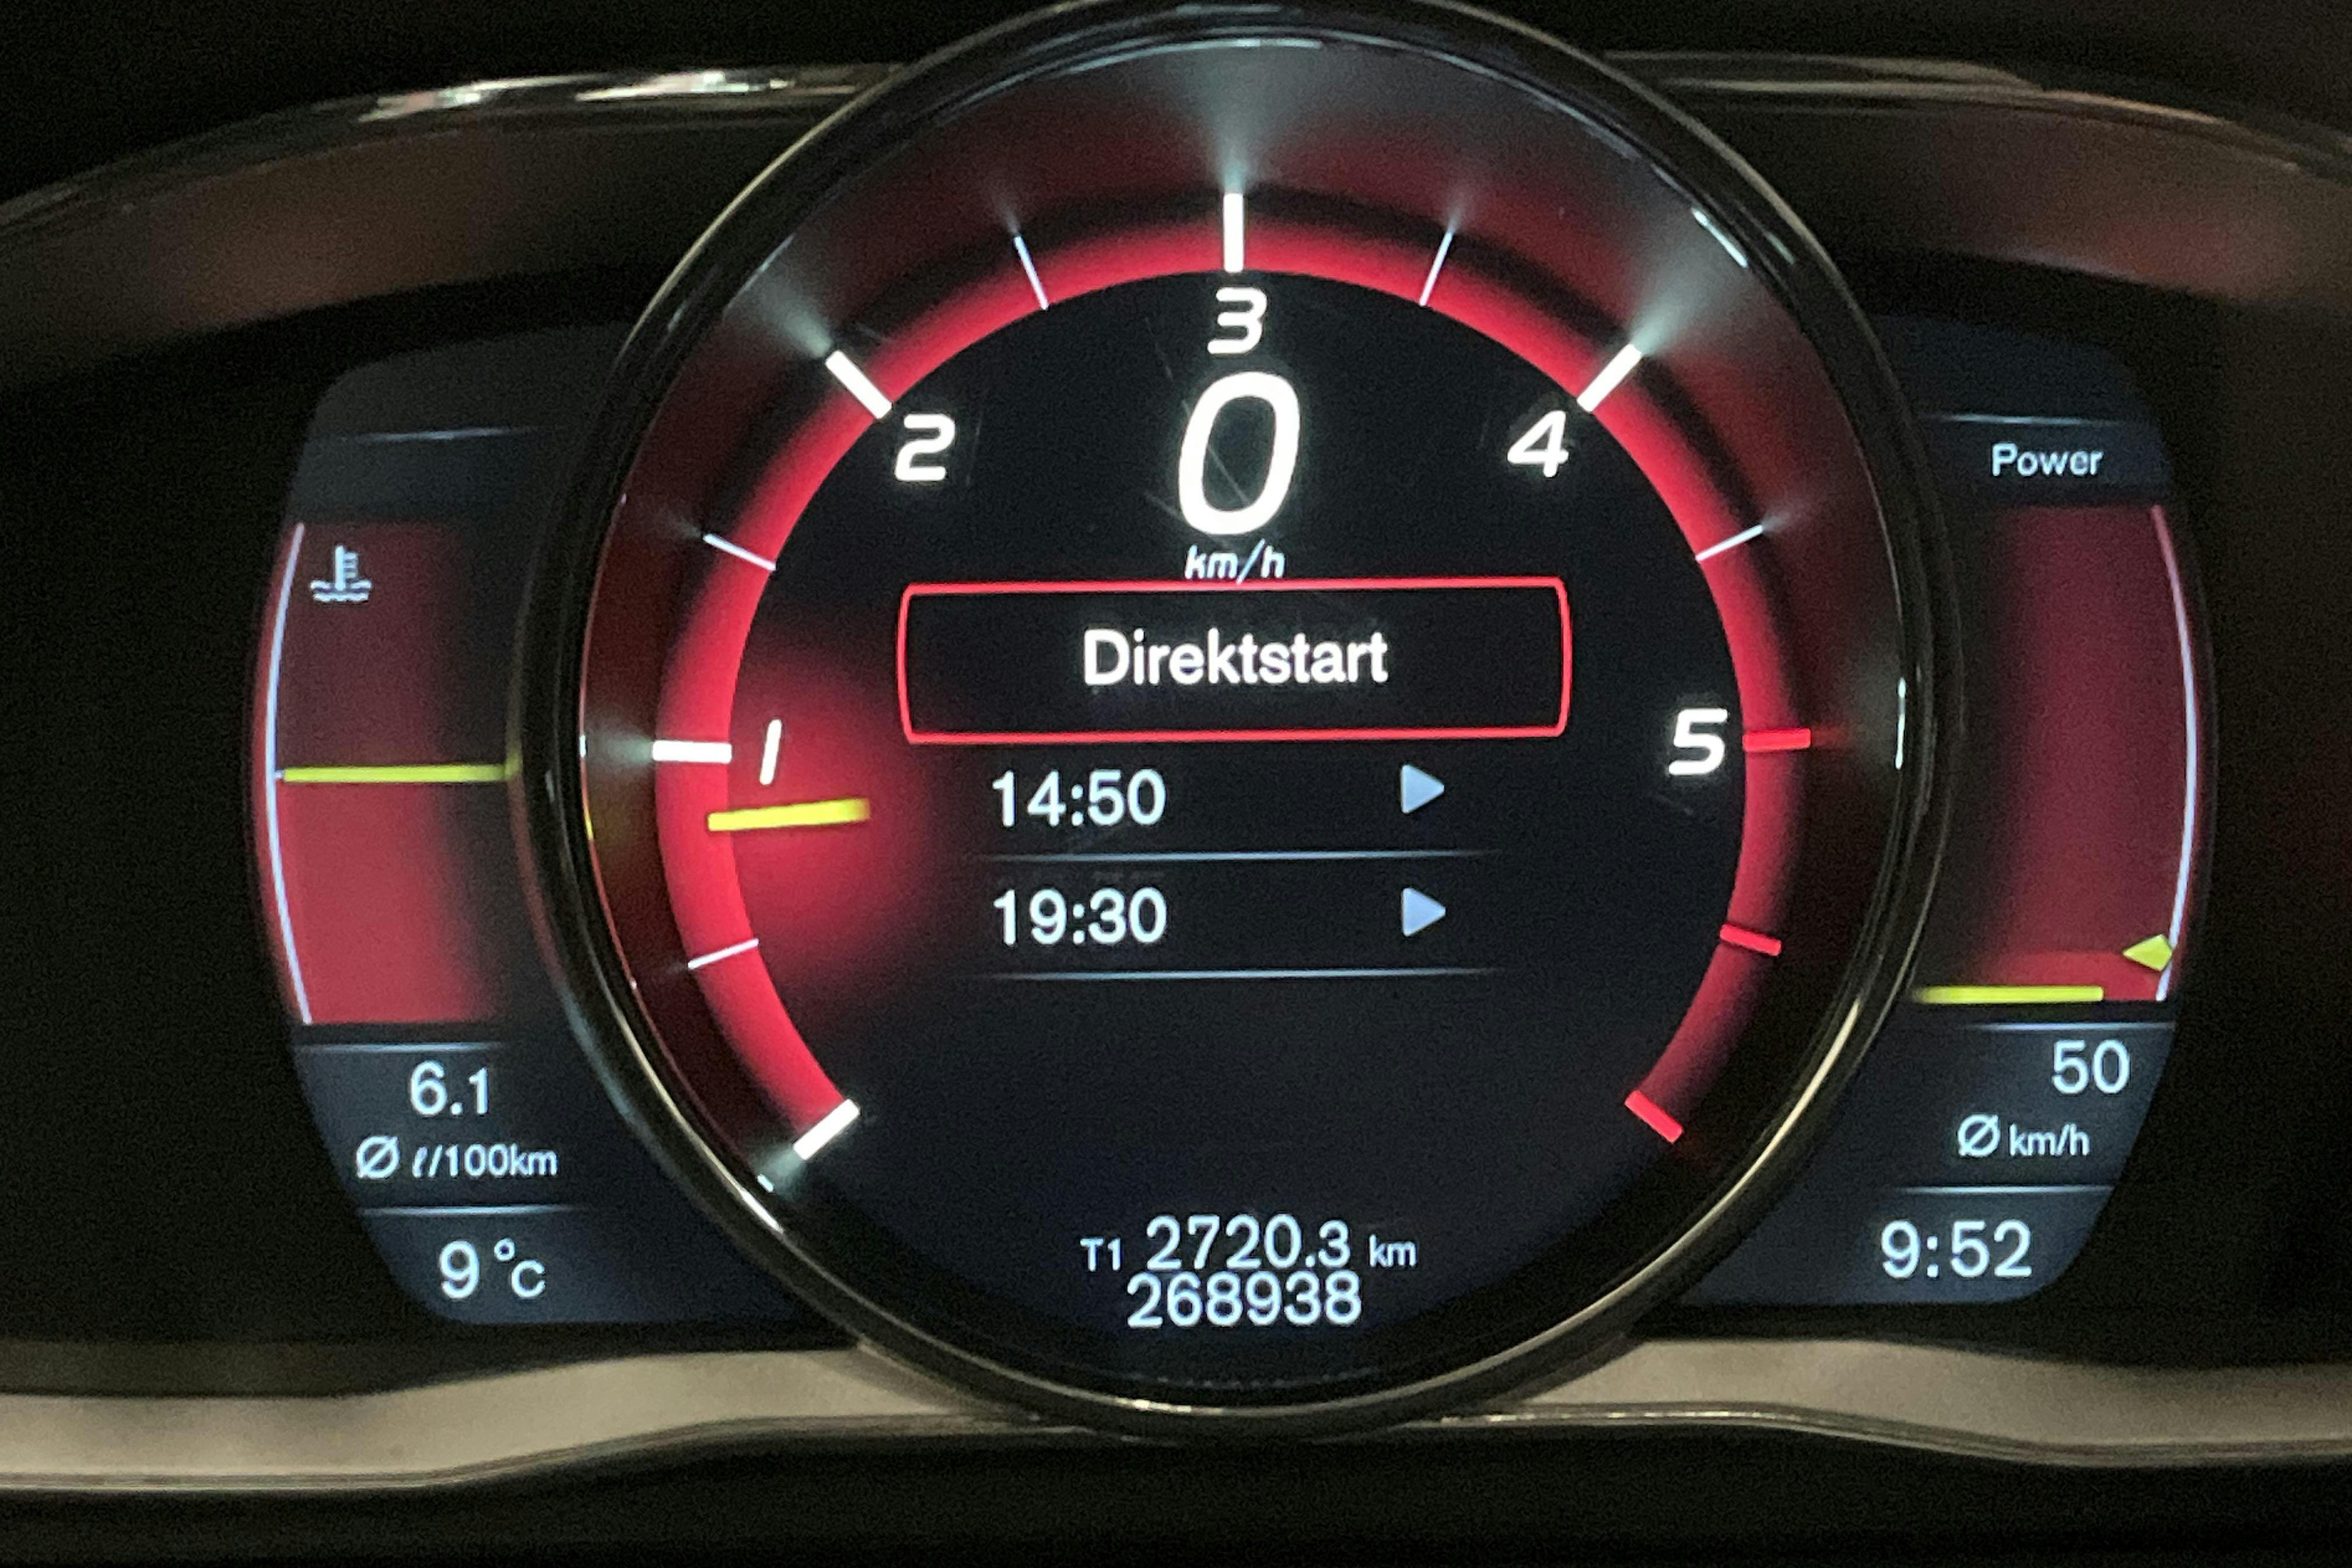 3
2
4
0
km/h
Power
Direktstart
1
5
14:50
19:30
6.1
Ø ℓ/100km
50
Ø km/h
9°C
T1 2720.3 km
268938
9:52